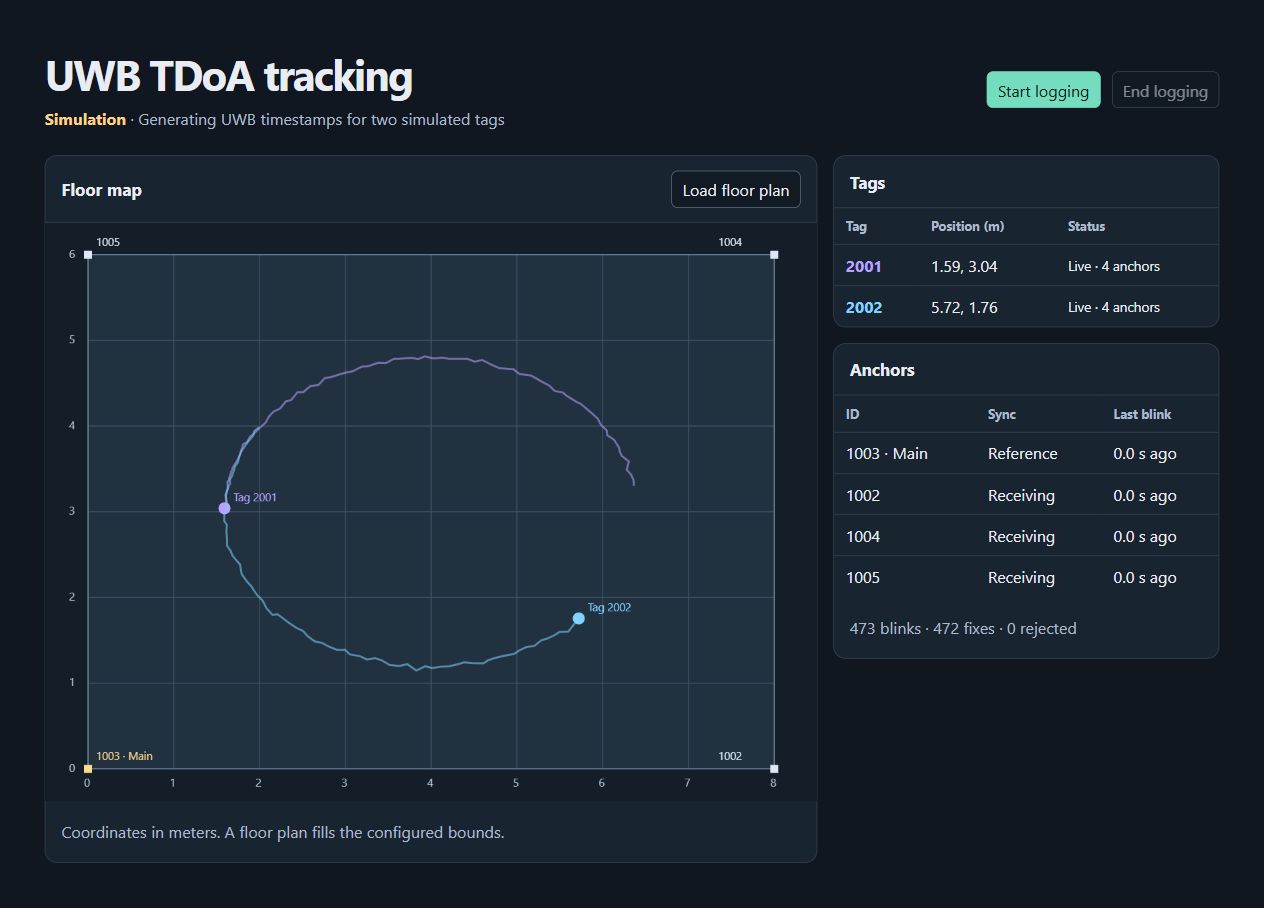 UWB TDoA tracking
Simulation · Generating UWB timestamps for two simulated tags
Start logging
End logging
Floor map
Load floor plan
1005
1004
6
5
4
3
2
1
0
Tag 2001
Tag 2002
1003 · Main
1002
0 1 2 3 4 5 6 7 8
Coordinates in meters. A floor plan fills the configured bounds.
Tags
Tag Position (m) Status
2001 1.59, 3.04 Live · 4 anchors
2002 5.72, 1.76 Live · 4 anchors
Anchors
ID Sync Last blink
1003 · Main Reference 0.0 s ago
1002 Receiving 0.0 s ago
1004 Receiving 0.0 s ago
1005 Receiving 0.0 s ago
473 blinks · 472 fixes · 0 rejected